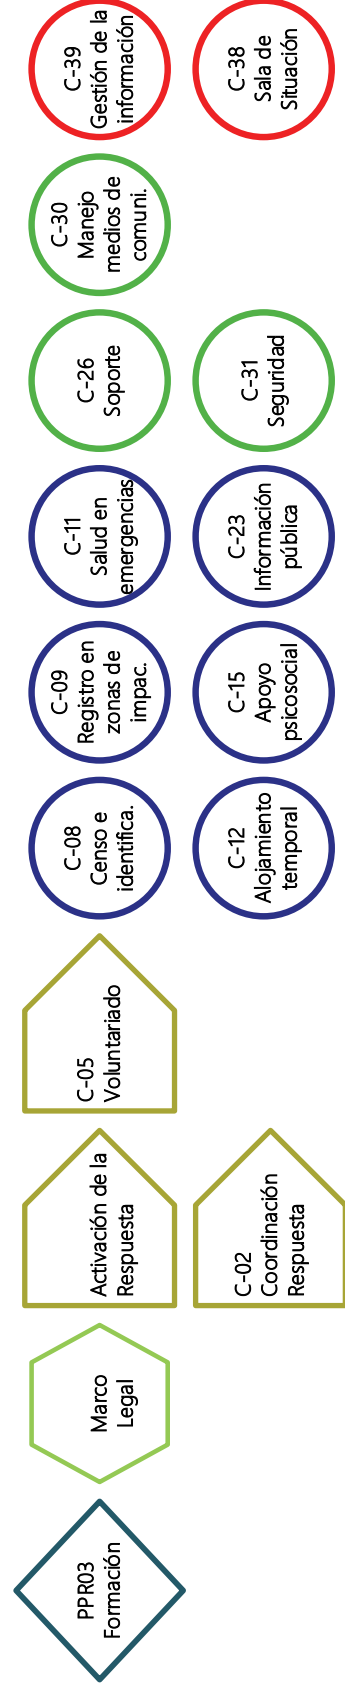 PPR03
Formación
Marco
Legal
Activación de la
Respuesta
C-05
Voluntariado
C-08
Censo e
identifica.
C-09
Registro en
zonas de
impac.
C-11
Salud en
emergencias
C-26
Soporte
C-30
Manejo
medios de
comuni.
C-39
Gestión de la
información
C-02
Coordinación
Respuesta
C-12
Alojamiento
temporal
C-15
Apoyo
psicosocial
C-23
Información
pública
C-31
Seguridad
C-38
Sala de
Situación